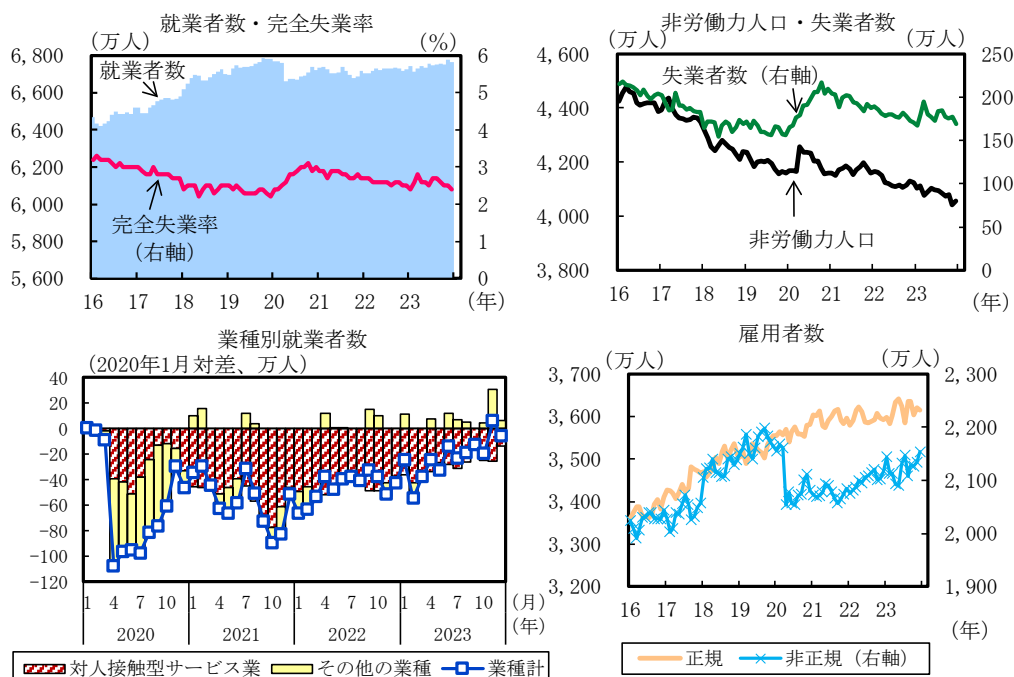 就業者数・完全失業率
(万人)
(%)
6,800
6,600
6,400
6,200
6,000
5,800
5,600
6
5
4
3
2
1
0
就業者数
完全失業率
(右軸)
16 17 18 19 20 21 22 23
(年)
非労働力人口・失業者数
(万人)
(万人)
4,600
4,400
4,200
4,000
3,800
250
200
150
100
50
0
失業者数(右軸)
非労働力人口
16 17 18 19 20 21 22 23
(年)
業種別就業者数
(2020年1月対差、万人)
40
20
0
-20
-40
-60
-80
-100
-120
1 4 7 10 1 4 7 10 1 4 7 10 1 4 7 10 (月)
2020 2021 2022 2023 (年)
対人接触型サービス業 その他の業種 業種計
雇用者数
(万人)
(万人)
3,700
3,600
3,500
3,400
3,300
3,200
2,300
2,200
2,100
2,000
1,900
16 17 18 19 20 21 22 23
(年)
正規 非正規(右軸)